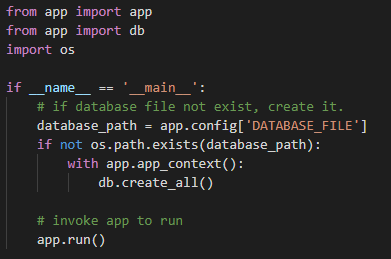 from app import app
from app import db
import os

if __name__ == '__main__':
    # if database file not exist, create it.
    database_path = app.config['DATABASE_FILE']
    if not os.path.exists(database_path):
        with app.app_context():
            db.create_all()

    # invoke app to run
    app.run()